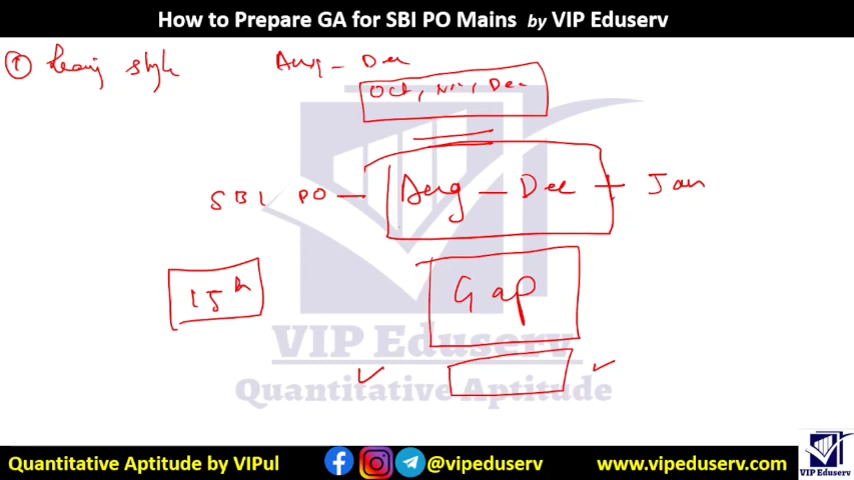 How to Prepare GA for SBI PO Mains by VIP Eduserv
① style Aug - Dec
Oct, Nov, Dec
SBI PO - Aug - Dec + Jan
15 h
Gap
VIP Eduserv
Quantitative Aptitude
VIP Eduserv
Quantitative Aptitude by VIPul @vipeduserv www.vipeduserv.com